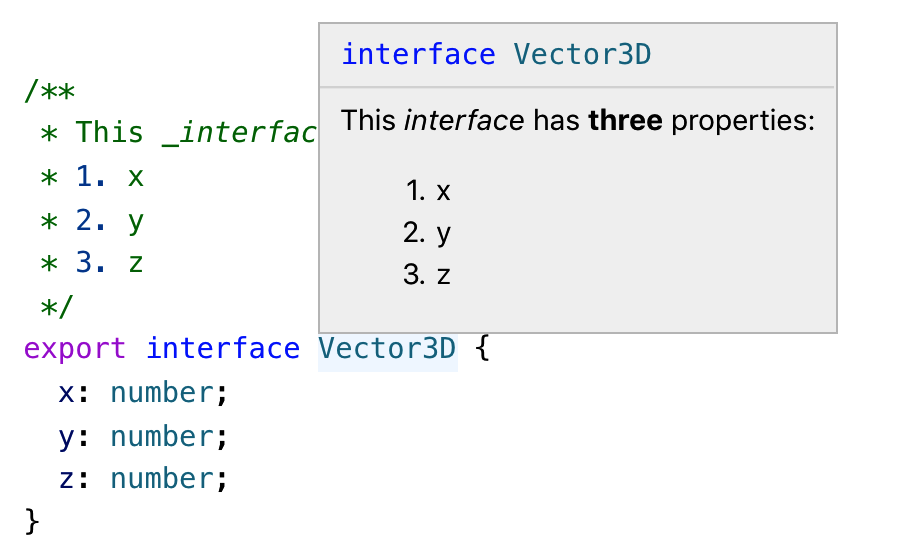 interface Vector3D
This interface has three properties:
1. x
2. y
3. z
/**
 * This _interfac
 * 1. x
 * 2. y
 * 3. z
 */
export interface Vector3D {
  x: number;
  y: number;
  z: number;
}